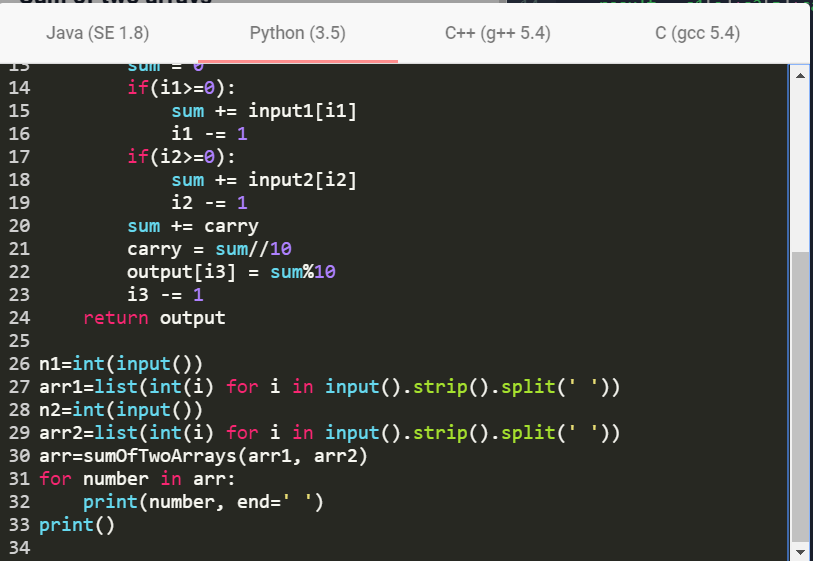 Sum of two arrays
Java (SE 1.8) Python (3.5) C++ (g++ 5.4) C (gcc 5.4)
13 sum = 0
14 if(i1>=0):
15 sum += input1[i1]
16 i1 -= 1
17 if(i2>=0):
18 sum += input2[i2]
19 i2 -= 1
20 sum += carry
21 carry = sum//10
22 output[i3] = sum%10
23 i3 -= 1
24 return output
25
26 n1=int(input())
27 arr1=list(int(i) for i in input().strip().split(' '))
28 n2=int(input())
29 arr2=list(int(i) for i in input().strip().split(' '))
30 arr=sumOfTwoArrays(arr1, arr2)
31 for number in arr:
32 print(number, end=' ')
33 print()
34